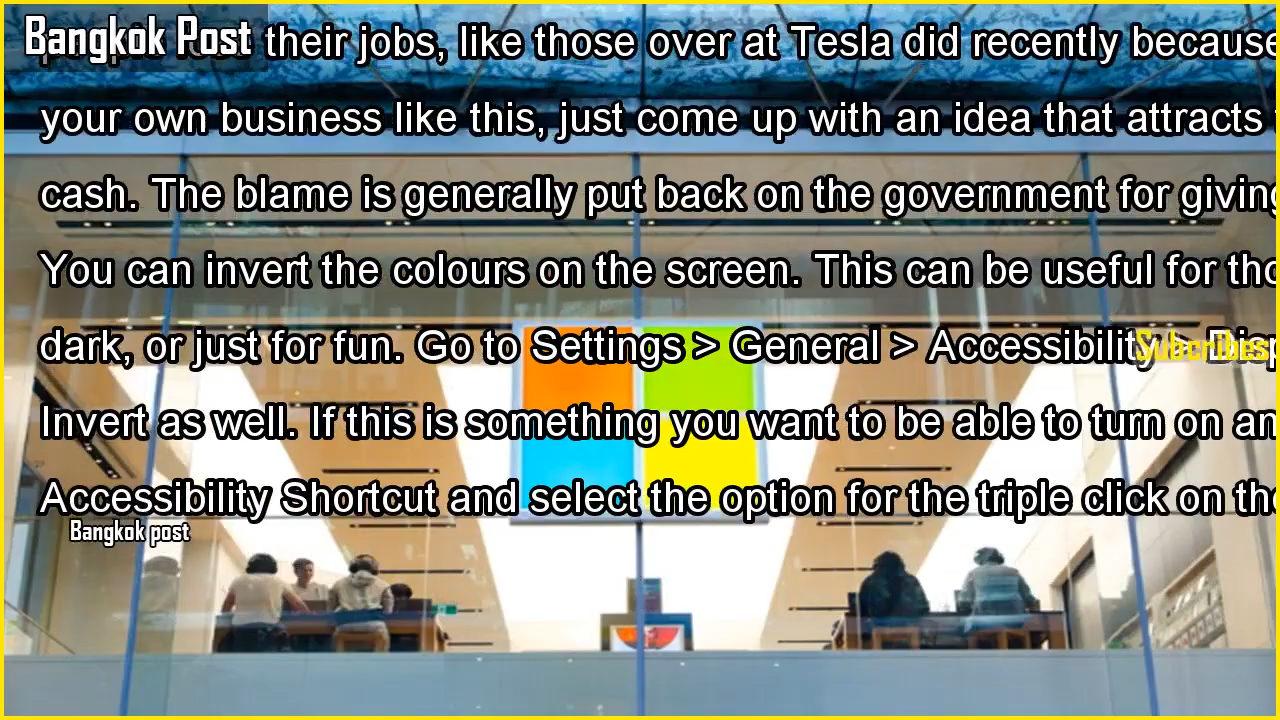 Bangkok Post
their jobs, like those over at Tesla did recently because
your own business like this, just come up with an idea that attracts
cash. The blame is generally put back on the government for giving
You can invert the colours on the screen. This can be useful for tho
dark, or just for fun. Go to Settings > General > Accessibility > Disp
Subcribes
Invert as well. If this is something you want to be able to turn on an
Accessibility Shortcut and select the option for the triple click on the
Bangkok post